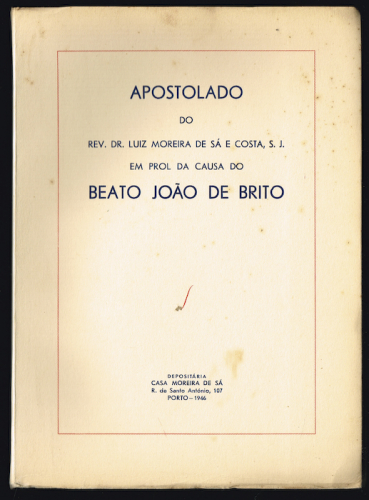 APOSTOLADO
DO
REV. DR. LUIZ MOREIRA DE SÁ E COSTA, S. J.
EM PROL DA CAUSA DO
BEATO JOÃO DE BRITO
DEPOSITÁRIA
CASA MOREIRA DE SÁ
R. de Santo António, 107
PORTO—1946